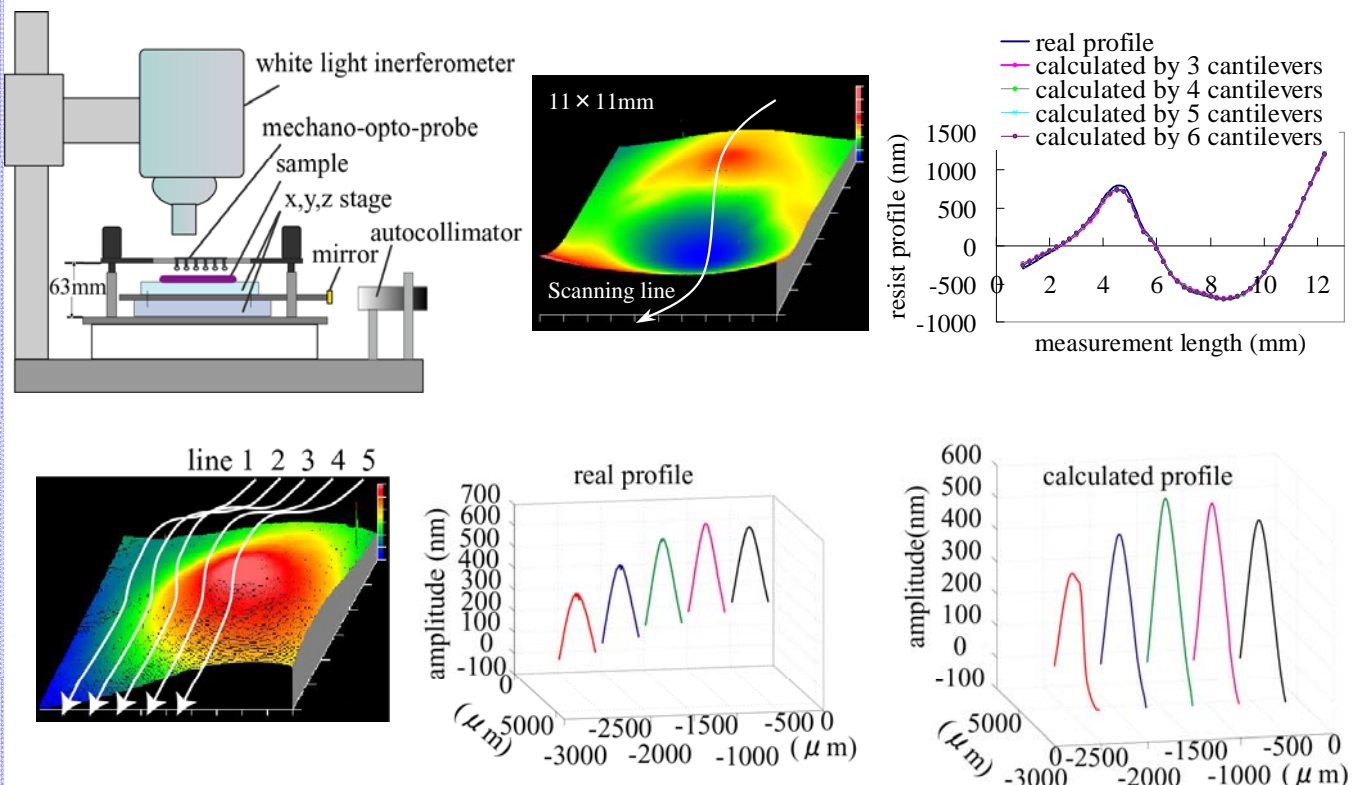 white light inerferometer
mechano-opto-probe
sample
x,y,z stage
autocollimator
mirror
63mm
11×11mm
Scanning line
real profile
calculated by 3 cantilevers
calculated by 4 cantilevers
calculated by 5 cantilevers
calculated by 6 cantilevers
resist profile (nm)
1500
1000
500
0
-500
-1000
0 2 4 6 8 10 12
measurement length (mm)
line 1 2 3 4 5
real profile
amplitude (nm)
700
600
500
400
300
200
100
0
-100
0
5000
(μm)
-3000
-2500
-2000
-1500
-1000
-500
0
(μm)
calculated profile
amplitude(nm)
600
500
400
300
200
100
0
-100
5000
0
(μm)
-3000
-2500
-2000
-1500
-1000
-500
0
(μm)